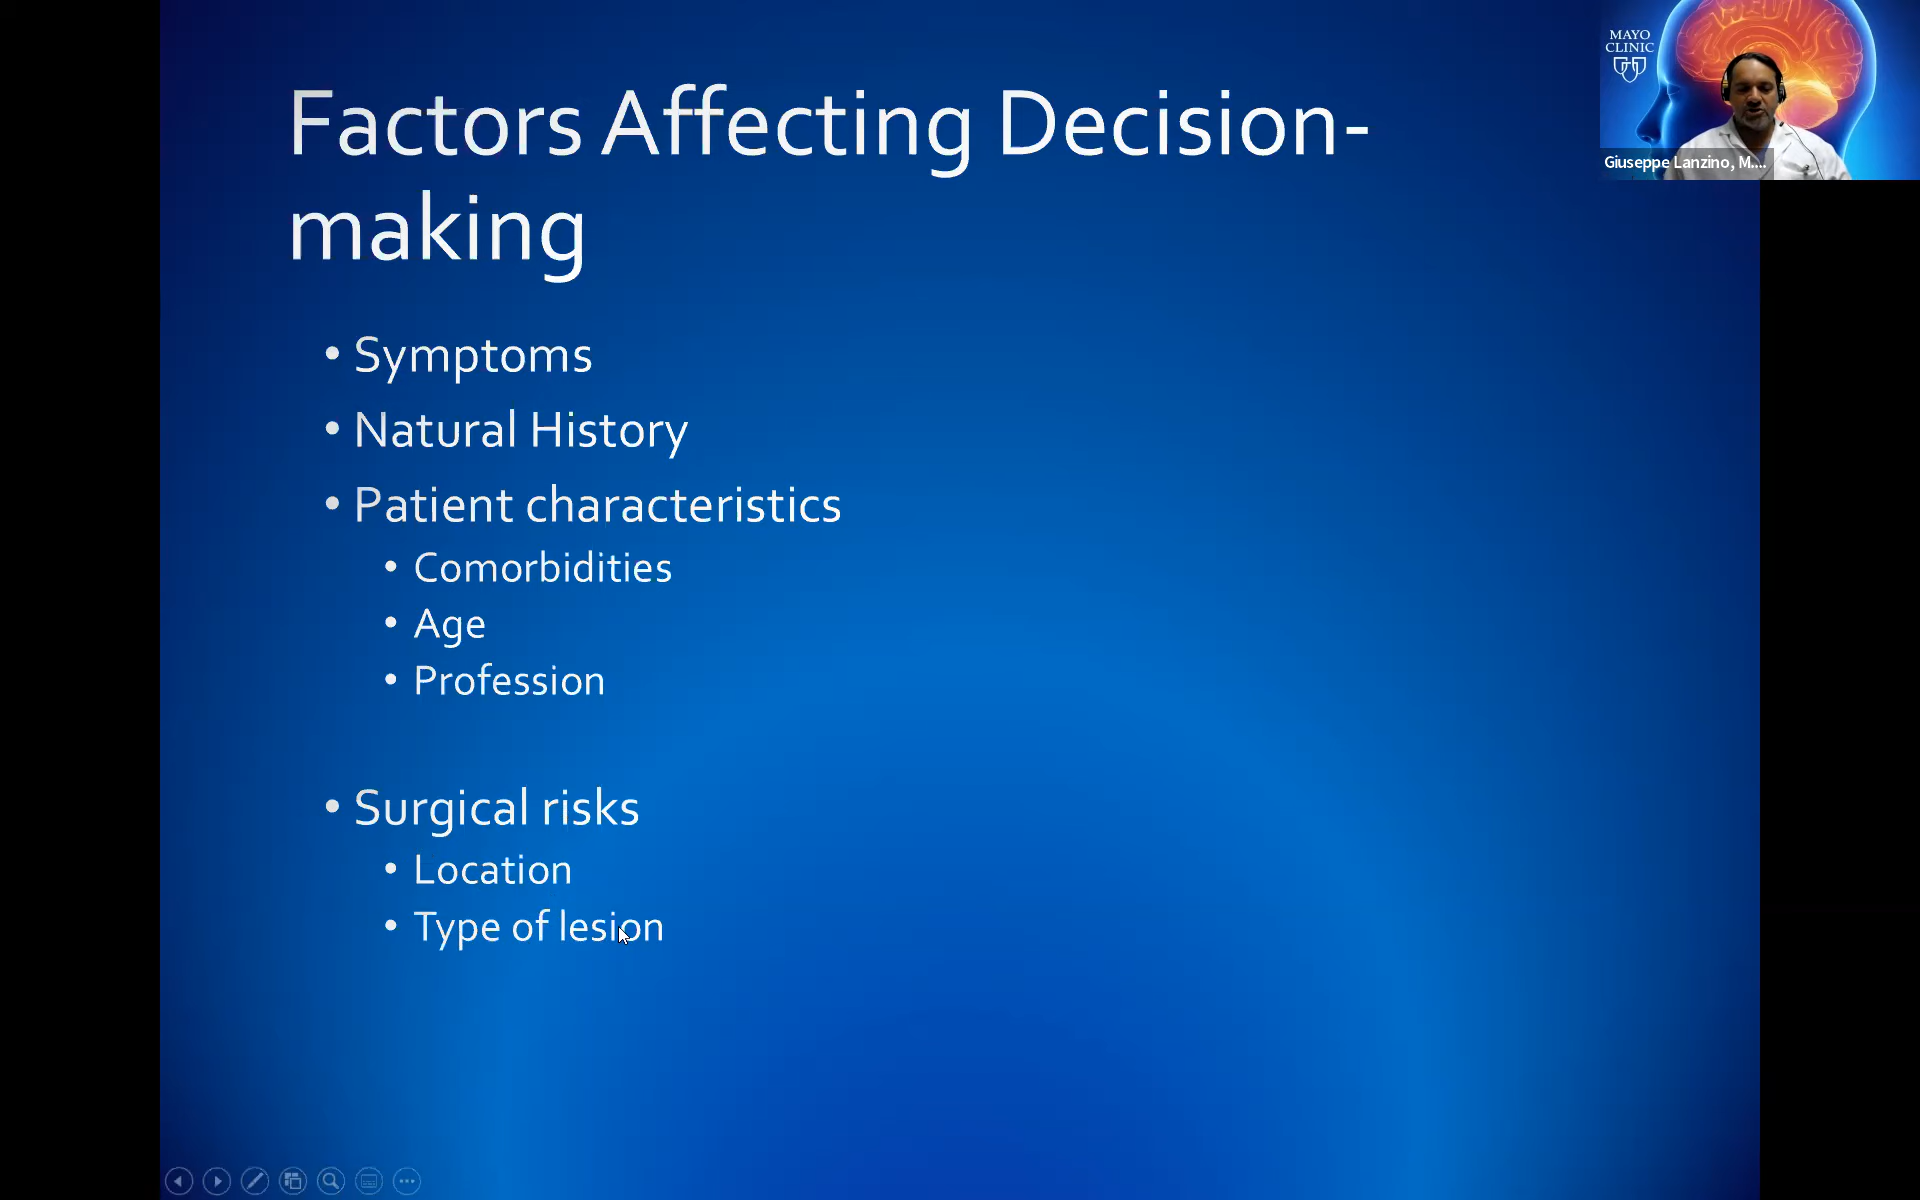 Factors Affecting Decision-
making
• Symptoms
• Natural History
• Patient characteristics
• Comorbidities
• Age
• Profession
• Surgical risks
• Location
• Type of lesion
MAYO
CLINIC
Giuseppe Lanzino, M....